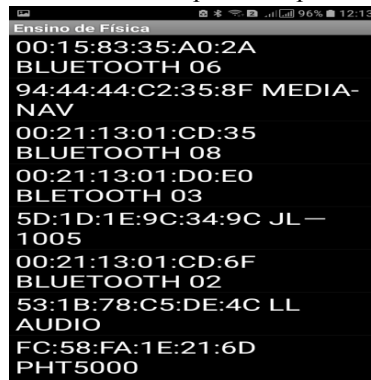 96% 12:13
Ensino de Física
00:15:83:35:A0:2A
BLUETOOTH 06
94:44:44:C2:35:8F MEDIA-
NAV
00:21:13:01:CD:35
BLUETOOTH 08
00:21:13:01:D0:E0
BLETOOTH 03
5D:1D:1E:9C:34:9C JL—
1005
00:21:13:01:CD:6F
BLUETOOTH 02
53:1B:78:C5:DE:4C LL
AUDIO
FC:58:FA:1E:21:6D
PHT5000